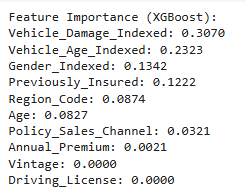 Feature Importance (XGBoost):
Vehicle_Damage_Indexed: 0.3070
Vehicle_Age_Indexed: 0.2323
Gender_Indexed: 0.1342
Previously_Insured: 0.1222
Region_Code: 0.0874
Age: 0.0827
Policy_Sales_Channel: 0.0321
Annual_Premium: 0.0021
Vintage: 0.0000
Driving_License: 0.0000